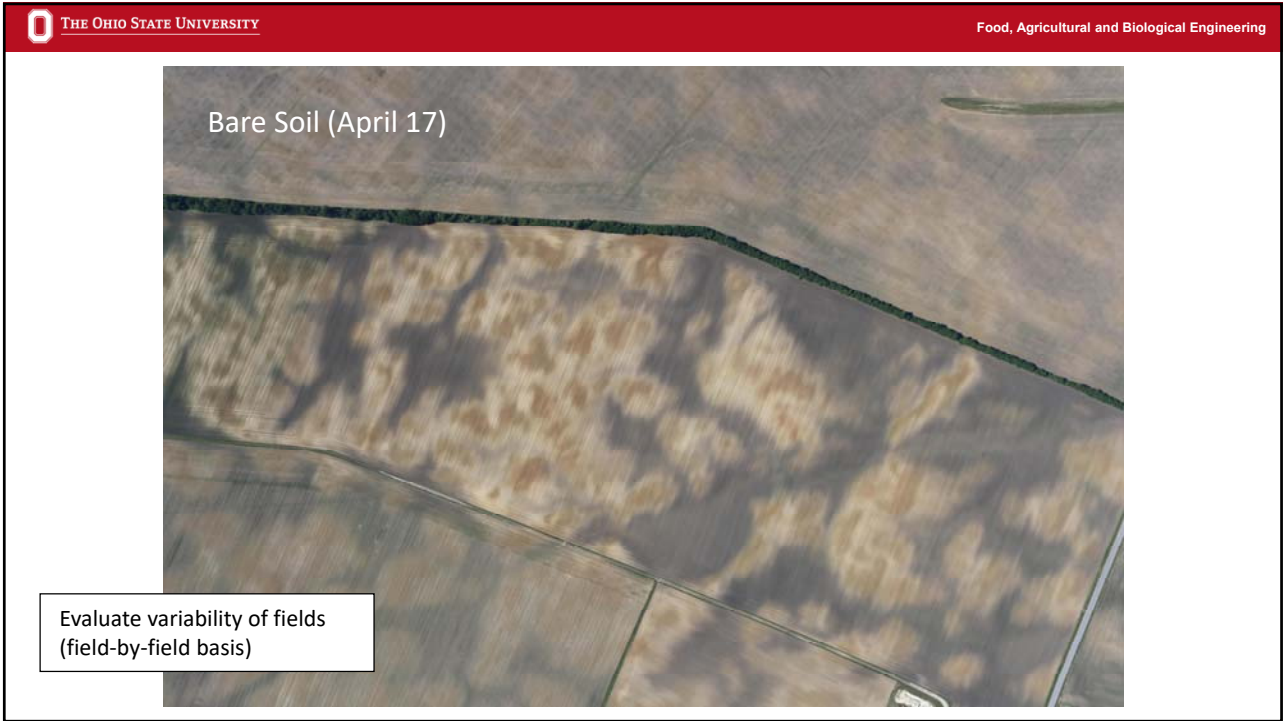 THE OHIO STATE UNIVERSITY
Food, Agricultural and Biological Engineering
Bare Soil (April 17)
Evaluate variability of fields
(field-by-field basis)